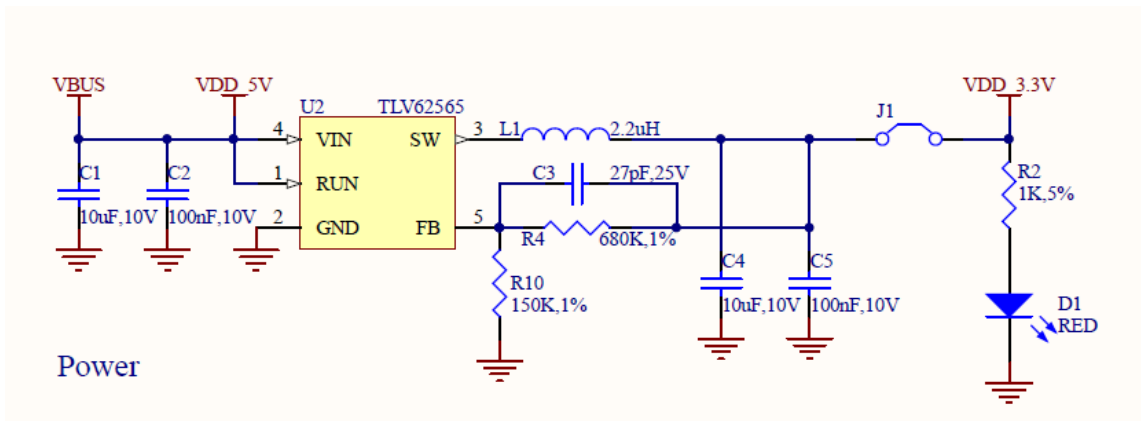 VBUS
VDD_5V
VDD_3.3V
U2
TLV62565
J1
4
VIN
SW
3
L1
2.2uH
C1
10uF,10V
C2
100nF,10V
1
RUN
C3
27pF,25V
R2
1K,5%
2
GND
FB
5
R4
680K,1%
R10
150K,1%
C4
10uF,10V
C5
100nF,10V
D1
RED
Power